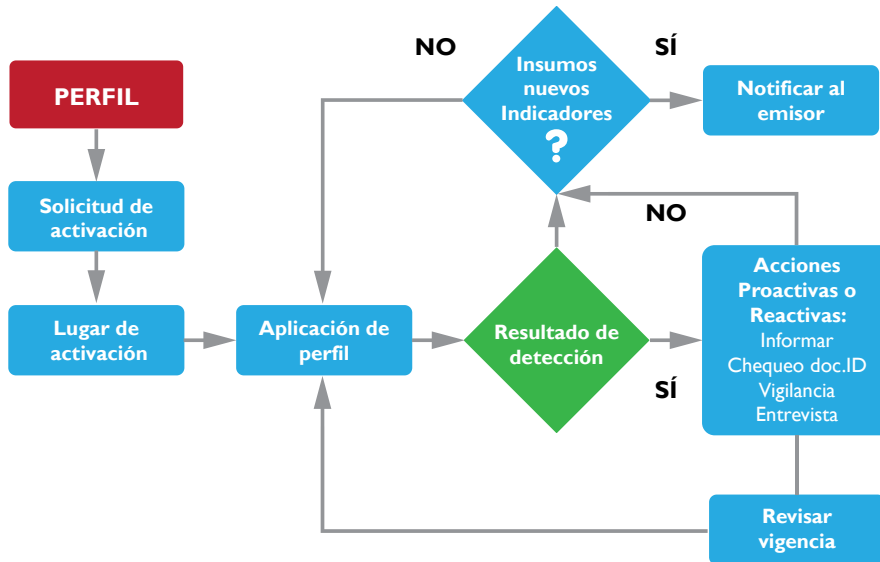 PERFIL
Solicitud de
activación
Lugar de
activación
Aplicación de
perfil
NO
Insumos
nuevos
Indicadores
?
SÍ
Notificar al
emisor
Resultado de
detección
NO
SÍ
Acciones
Proactivas o
Reactivas:
Informar
Chequeo doc.ID
Vigilancia
Entrevista
Revisar
vigencia